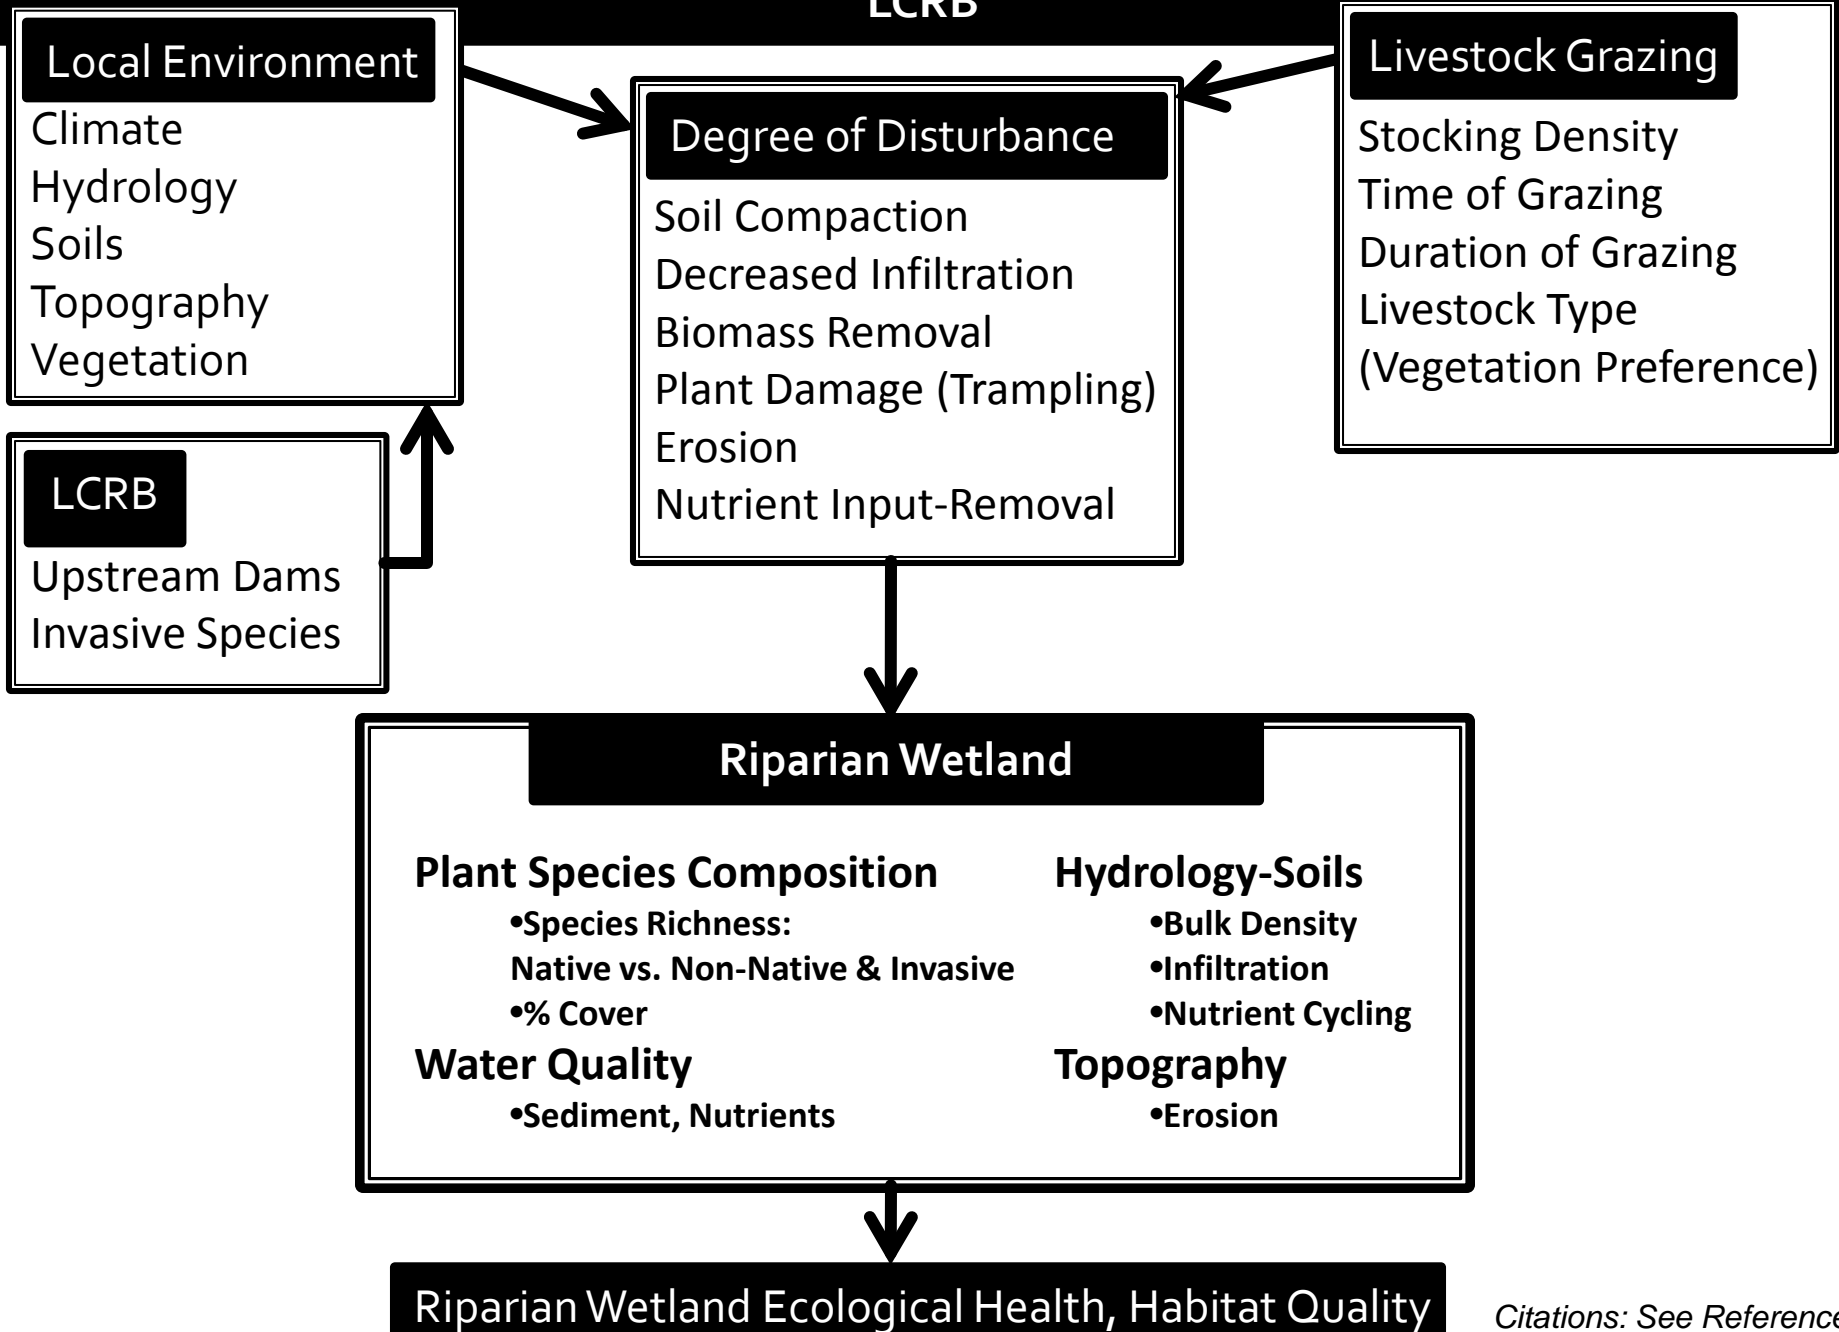 LCRB
Local Environment
Climate
Hydrology
Soils
Topography
Vegetation
LCRB
Upstream Dams
Invasive Species
Degree of Disturbance
Soil Compaction
Decreased Infiltration
Biomass Removal
Plant Damage (Trampling)
Erosion
Nutrient Input-Removal
Livestock Grazing
Stocking Density
Time of Grazing
Duration of Grazing
Livestock Type
(Vegetation Preference)
Riparian Wetland
Plant Species Composition
•Species Richness:
Native vs. Non-Native & Invasive
•% Cover
Water Quality
•Sediment, Nutrients
Hydrology-Soils
•Bulk Density
•Infiltration
•Nutrient Cycling
Topography
•Erosion
Riparian Wetland Ecological Health, Habitat Quality
Citations: See Reference